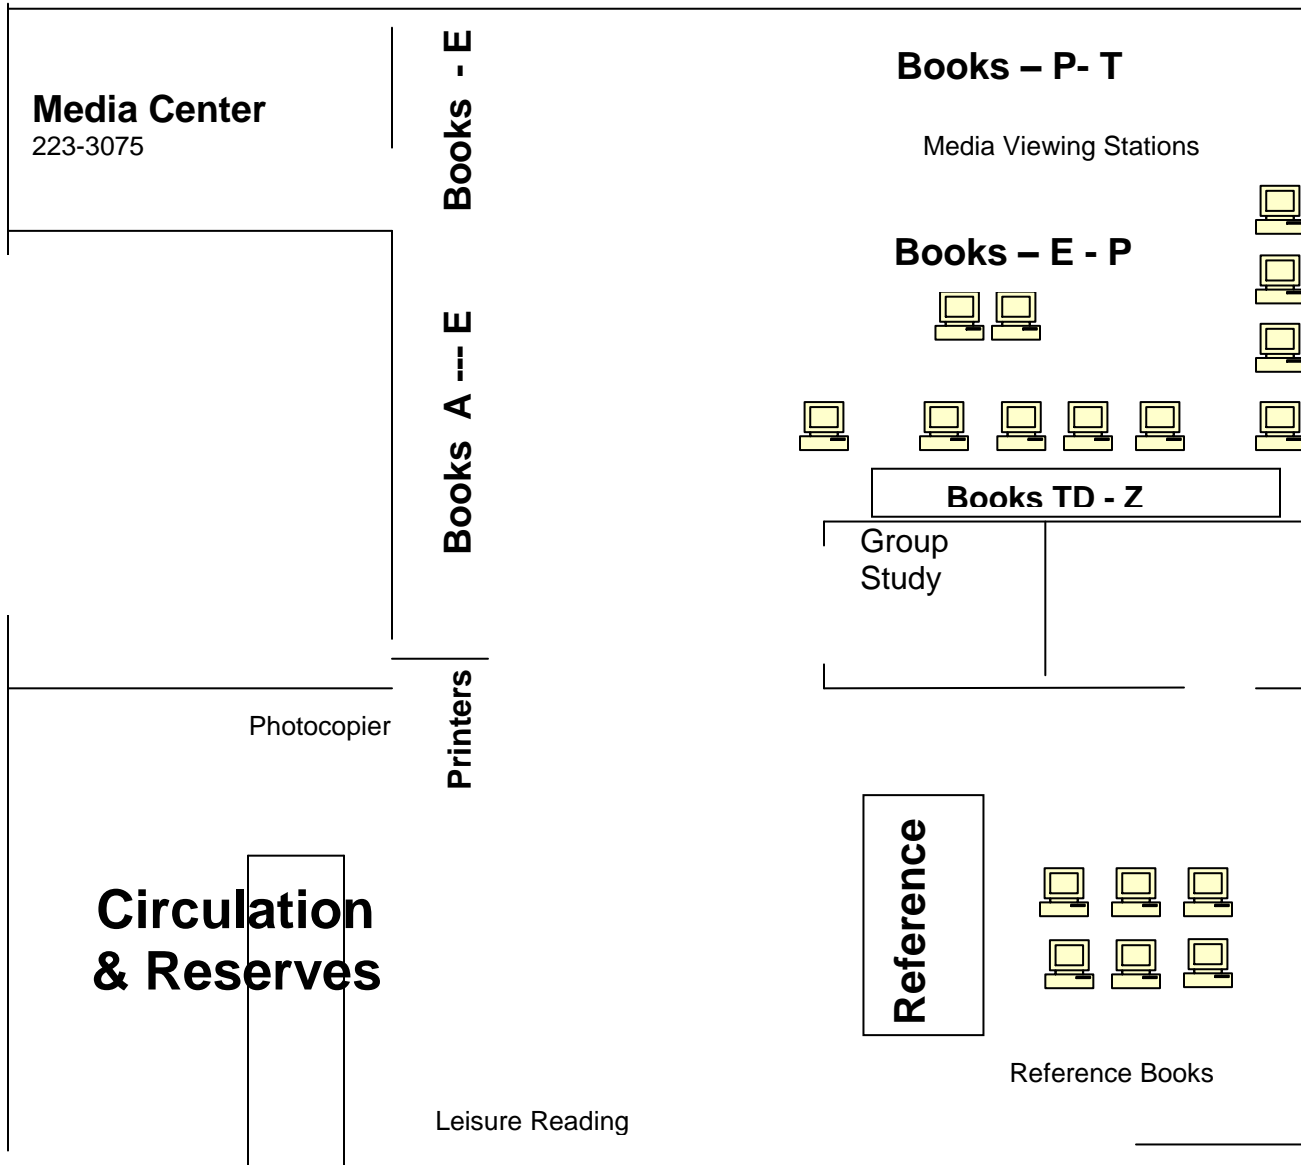 Media Center
223-3075
Books - E
Books – P- T
Media Viewing Stations
Books – E - P
Books A --- E
Books TD - Z
Group
Study
Printers
Photocopier
Circulation
& Reserves
Reference
Reference Books
Leisure Reading